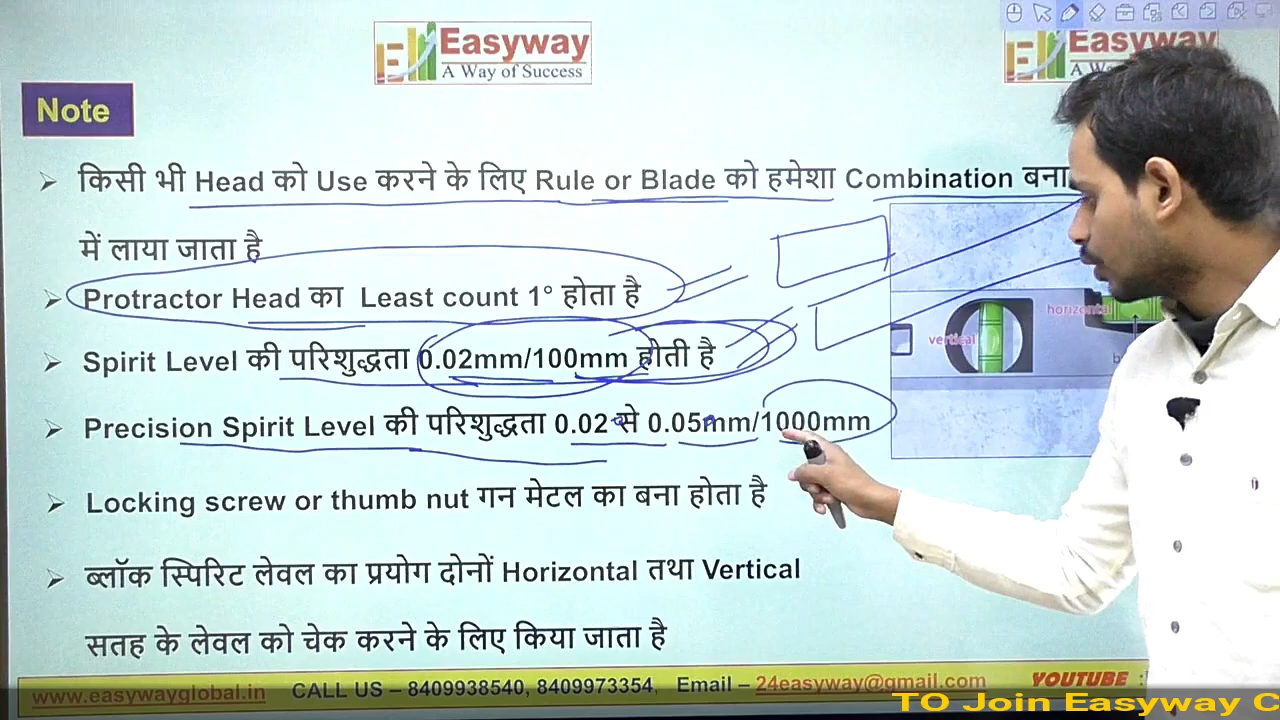 Easyway
A Way of Success
Easyway
Note
किसी भी Head को Use करने के लिए Rule or Blade को हमेशा Combination बना
में लाया जाता है
Protractor Head का Least count 1° होता है
Spirit Level की परिशुद्धता 0.02mm/100mm होती है
Precision Spirit Level की परिशुद्धता 0.02 से 0.05mm/1000mm
Locking screw or thumb nut गन मेटल का बना होता है
ब्लॉक स्पिरिट लेवल का प्रयोग दोनों Horizontal तथा Vertical
सतह के लेवल को चेक करने के लिए किया जाता है
vertical
horizontal
www.easywayglobal.in CALL US – 8409938540, 8409973354, Email – 24easyway@gmail.com YOUTUBE :
TO Join Easyway C